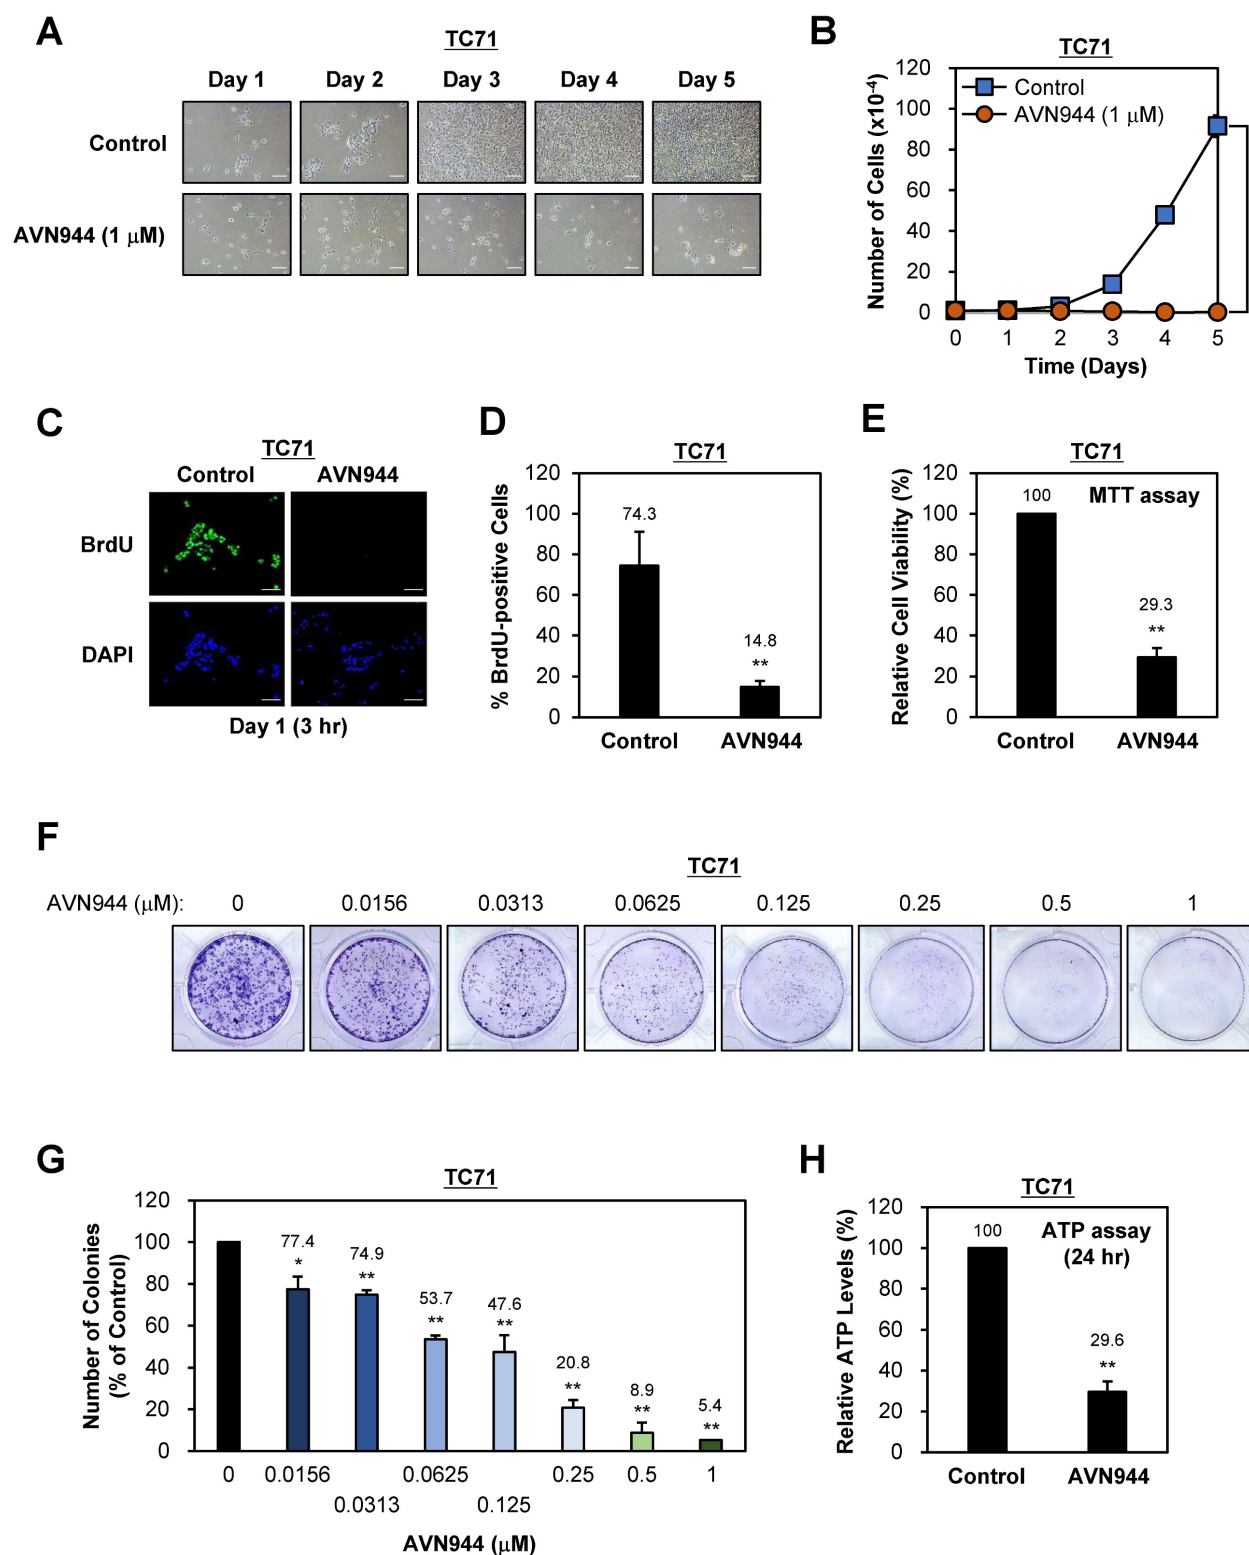 A
TC71
Day 1 Day 2 Day 3 Day 4 Day 5
Control
AVN944 (1 μM)
B
TC71
Number of Cells (x10⁻⁴)
120
100
80
60
40
20
0
Control
AVN944 (1 μM)
0 1 2 3 4 5
Time (Days)
C
TC71
Control AVN944
BrdU
DAPI
Day 1 (3 hr)
D
TC71
% BrdU-positive Cells
120
100
80
60
40
20
0
74.3
14.8
**
Control AVN944
E
TC71
Relative Cell Viability (%)
120
100
80
60
40
20
0
MTT assay
100
29.3
**
Control AVN944
F
TC71
AVN944 (μM): 0 0.0156 0.0313 0.0625 0.125 0.25 0.5 1
G
TC71
Number of Colonies
(% of Control)
120
100
80
60
40
20
0
77.4
*
74.9
**
53.7
**
47.6
**
20.8
**
8.9
**
5.4
**
0 0.0156 0.0625 0.25 0.5 1
0.0313 0.125
AVN944 (μM)
H
TC71
Relative ATP Levels (%)
120
100
80
60
40
20
0
ATP assay
(24 hr)
100
29.6
**
Control AVN944